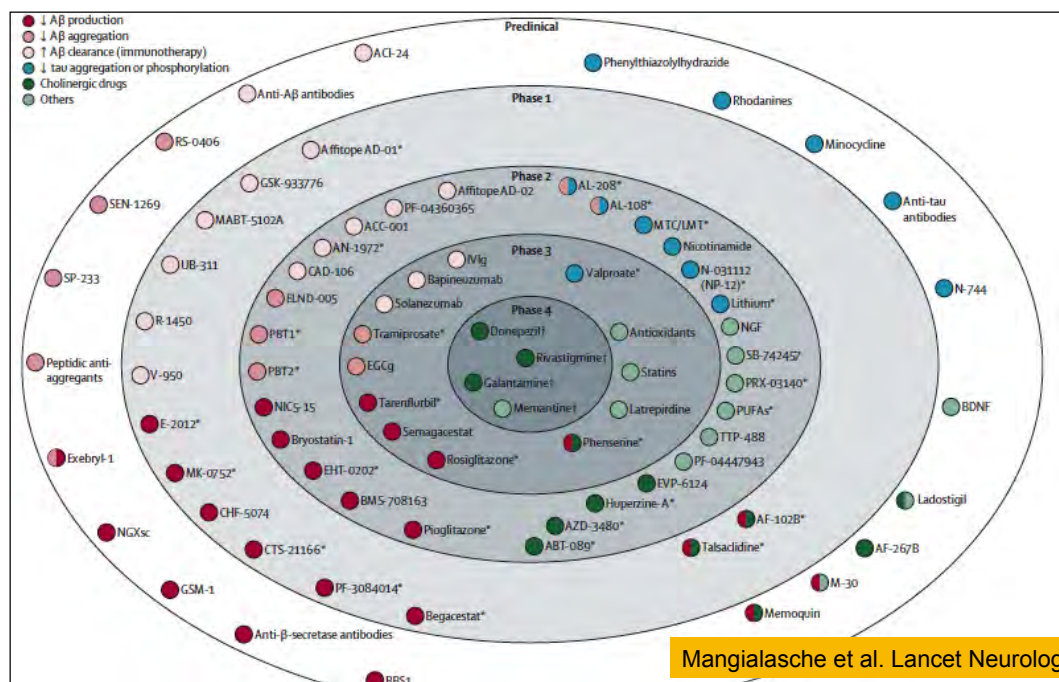 ↓ Aβ production
↓ Aβ aggregation
↑ Aβ clearance (immunotherapy)
↓ tau aggregation or phosphorylation
Cholinergic drugs
Others
Preclinical
ACI-24
Phenylthiazolylhydrazide
Anti-Aβ antibodies
Rhodanines
RS-0406
Minocycline
SEN-1269
Anti-tau
antibodies
SP-233
N-744
Peptidic anti-
aggregants
BDNF
Exebryl-1
Ladostigil
NGXsc
AF-267B
GSM-1
M-30
Anti-β-secretase antibodies
Memoquin
BBS1
Phase 1
Affitope AD-01*
GSK-933776
MABT-5102A
UB-311
R-1450
V-950
E-2012*
MK-0752*
CHF-5074
CTS-21166*
PF-3084014*
Begacestat*
AF-102B*
Talsaclidine*
Phase 2
Affitope AD-02
AL-208*
PF-04360365
AL-108*
ACC-001
MTC/LMT*
AN-1972*
Nicotinamide
CAD-106
N-031112
(NP-12)*
ELND-005
Lithium*
PBT1*
NGF
SB-742457
PBT2*
PRX-03140*
NIC5-15
PUFAs*
Bryostatin-1
TTP-488
EHT-0202*
PF-04447943
BMS-708163
EVP-6124
Pioglitazone*
Huperzine-A*
AZD-3480*
ABT-089*
Phase 3
IVIg
Valproate*
Bapineuzumab
Solanezumab
Tramiprosate*
Antioxidants
EGCg
Statins
Tarenflurbil*
Latrepirdine
Semagacestat
Phenserine*
Rosiglitazone*
Phase 4
Donepezil†
Rivastigmine†
Galantamine†
Memantine†
Mangialasche et al. Lancet Neurolog